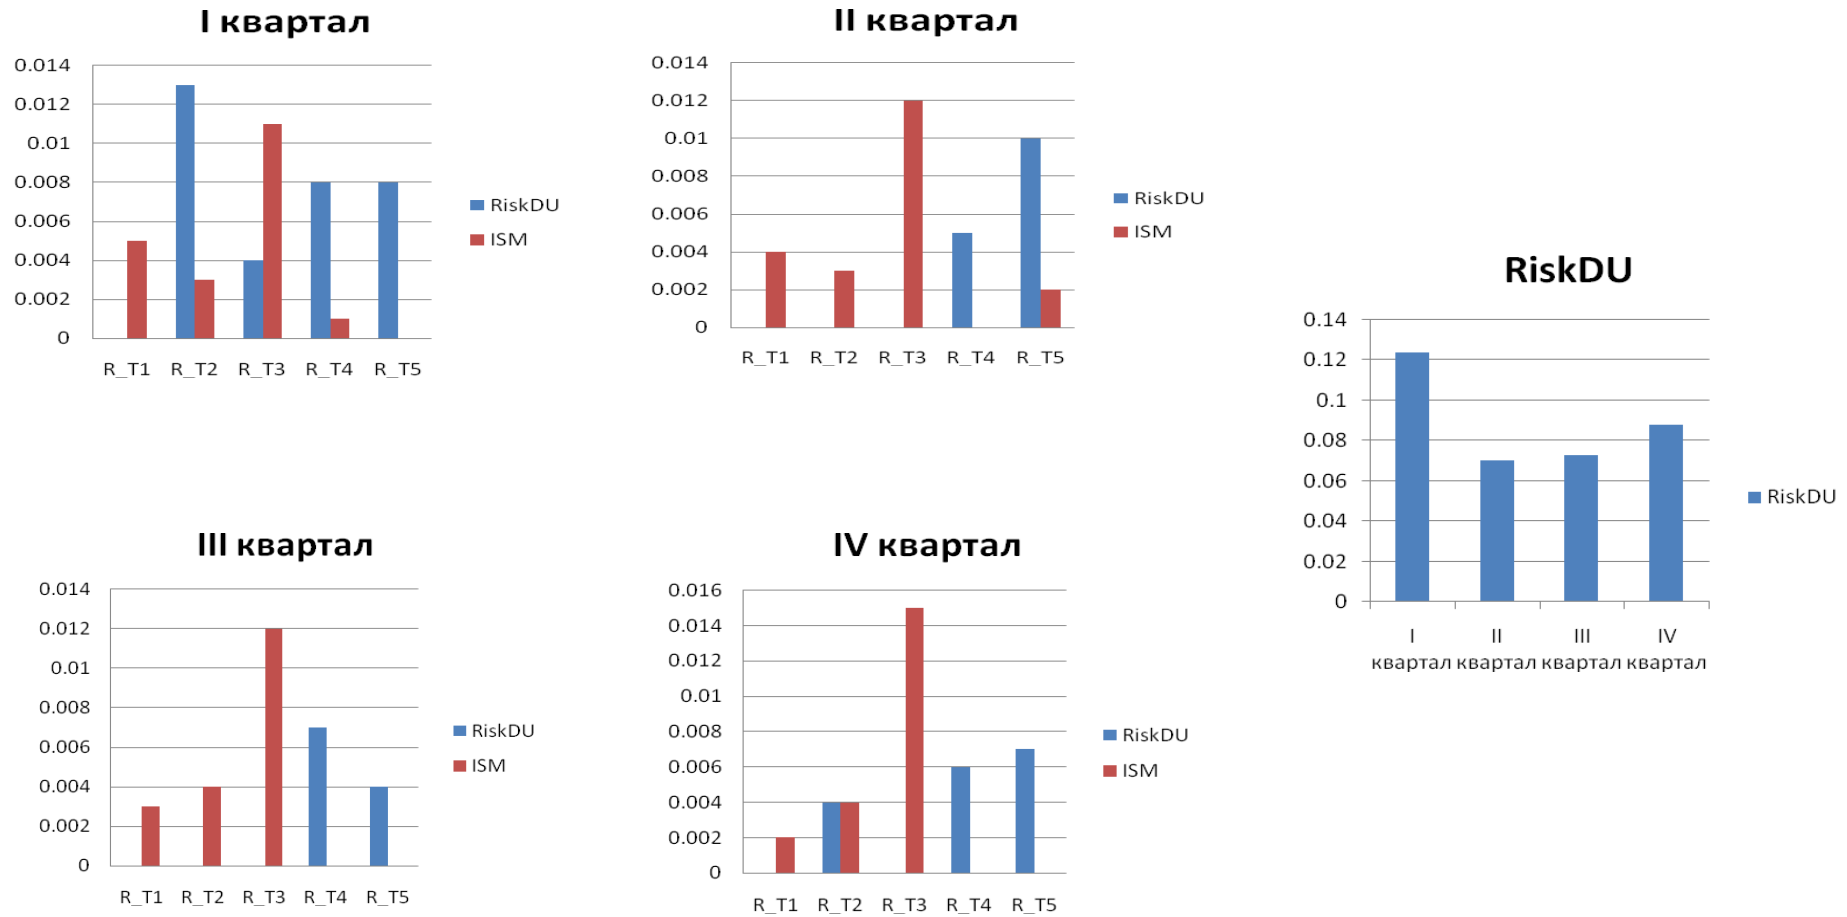 I квартал
0.014
0.012
0.01
0.008
0.006
0.004
0.002
0
R_T1 R_T2 R_T3 R_T4 R_T5
RiskDU
ISM
II квартал
0.014
0.012
0.01
0.008
0.006
0.004
0.002
0
R_T1 R_T2 R_T3 R_T4 R_T5
RiskDU
ISM
RiskDU
0.14
0.12
0.1
0.08
0.06
0.04
0.02
0
I II III IV
квартал квартал квартал квартал
RiskDU
III квартал
0.014
0.012
0.01
0.008
0.006
0.004
0.002
0
R_T1 R_T2 R_T3 R_T4 R_T5
RiskDU
ISM
IV квартал
0.016
0.014
0.012
0.01
0.008
0.006
0.004
0.002
0
R_T1 R_T2 R_T3 R_T4 R_T5
RiskDU
ISM